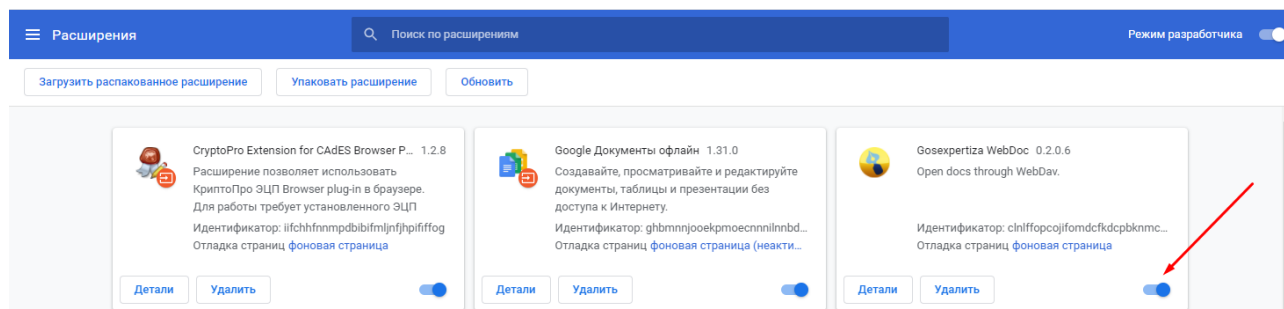 Расширения
Поиск по расширениям
Режим разработчика
Загрузить распакованное расширение
Упаковать расширение
Обновить
CryptoPro Extension for CAdES Browser P... 1.2.8
Расширение позволяет использовать
КриптоПро ЭЦП Browser plug-in в браузере.
Для работы требует установленного ЭЦП
Идентификатор: iifchhfnnmpdbibifmljnfjhpififfog
Отладка страниц фоновая страница
Детали
Удалить
Google Документы офлайн 1.31.0
Создавайте, просматривайте и редактируйте
документы, таблицы и презентации без
доступа к Интернету.
Идентификатор: ghbmnnjooekpmoecnnnilnnbd...
Отладка страниц фоновая страница (неакти...
Детали
Удалить
Gosexpertiza WebDoc 0.2.0.6
Open docs through WebDav.
Идентификатор: clnlffopcojifomdcfkdcpbknmc...
Отладка страниц фоновая страница
Детали
Удалить